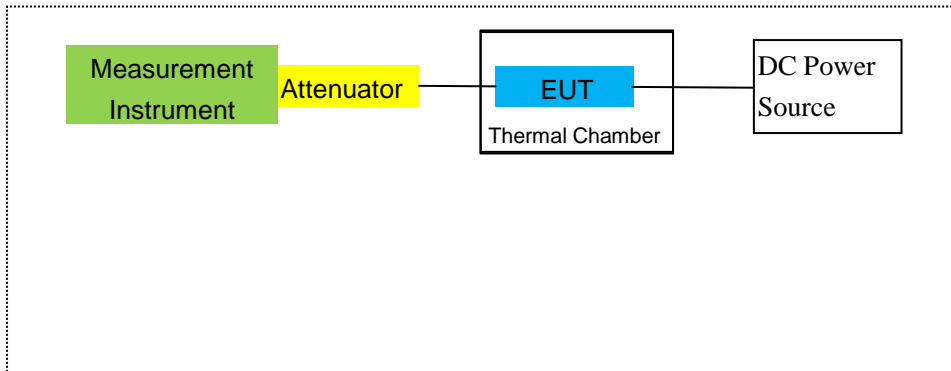 Measurement
Instrument
Attenuator
EUT
Thermal Chamber
DC Power
Source